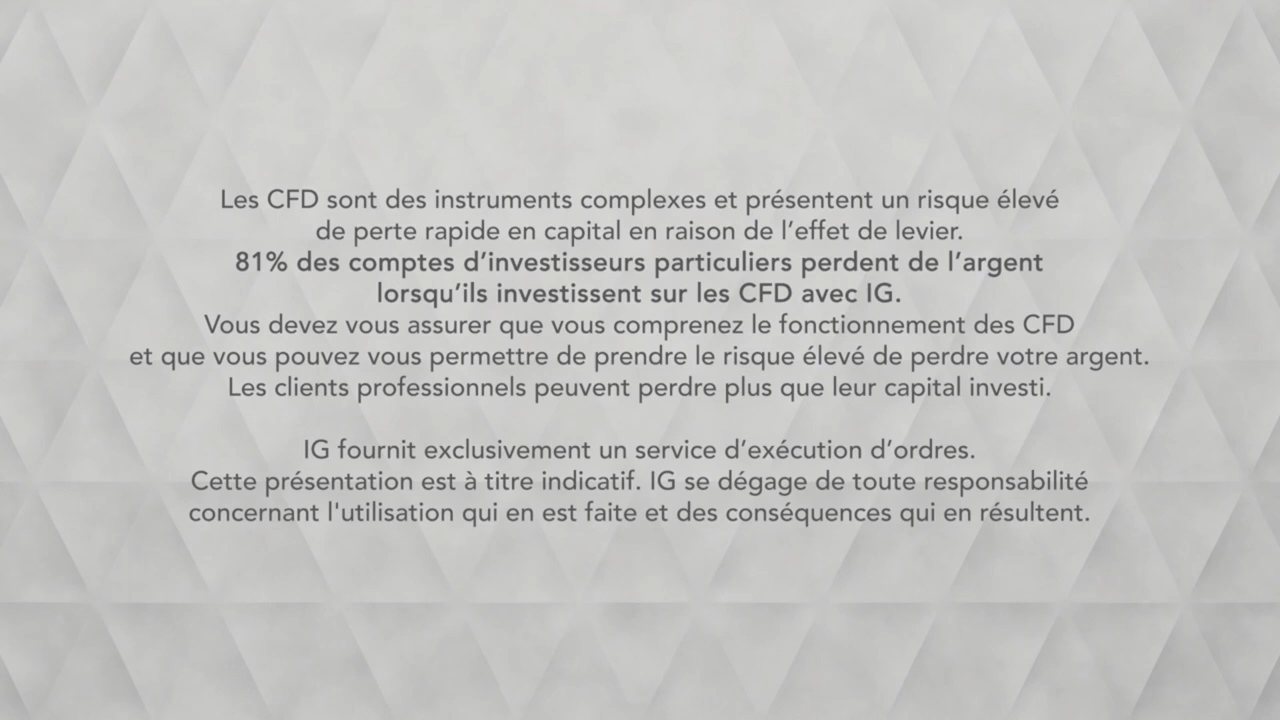 Les CFD sont des instruments complexes et présentent un risque élevé
de perte rapide en capital en raison de l’effet de levier.
81% des comptes d’investisseurs particuliers perdent de l’argent
lorsqu’ils investissent sur les CFD avec IG.
Vous devez vous assurer que vous comprenez le fonctionnement des CFD
et que vous pouvez vous permettre de prendre le risque élevé de perdre votre argent.
Les clients professionnels peuvent perdre plus que leur capital investi.
IG fournit exclusivement un service d’exécution d’ordres.
Cette présentation est à titre indicatif. IG se dégage de toute responsabilité
concernant l'utilisation qui en est faite et des conséquences qui en résultent.